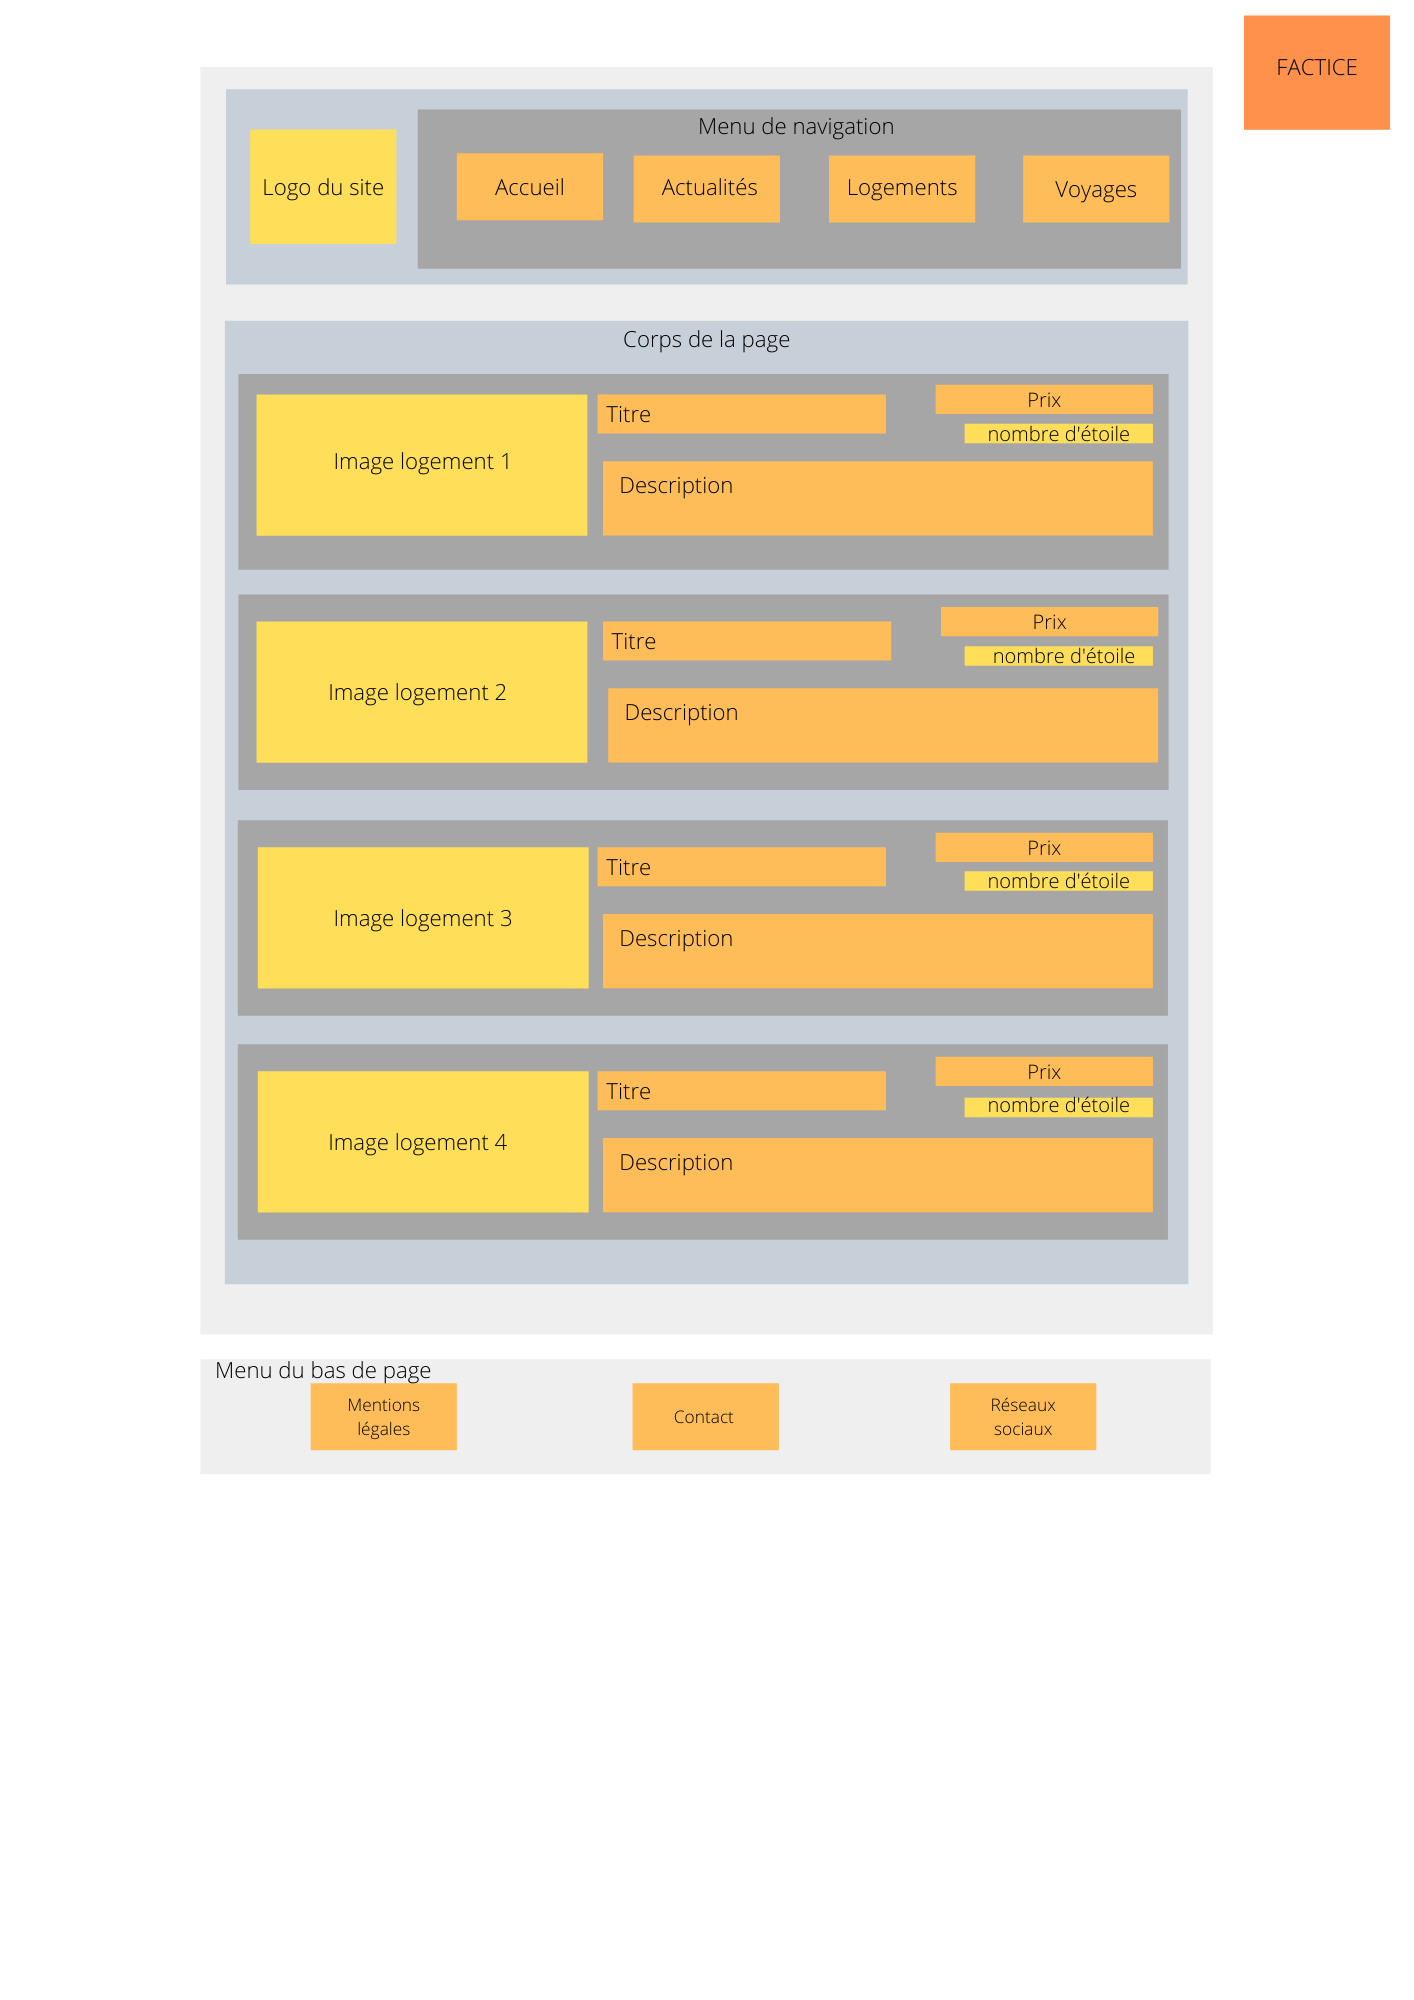 FACTICE
Logo du site
Menu de navigation
Accueil
Actualités
Logements
Voyages
Corps de la page
Image logement 1
Titre
Prix
nombre d'étoile
Description
Image logement 2
Titre
Prix
nombre d'étoile
Description
Image logement 3
Titre
Prix
nombre d'étoile
Description
Image logement 4
Titre
Prix
nombre d'étoile
Description
Menu du bas de page
Mentions
légales
Contact
Réseaux
sociaux